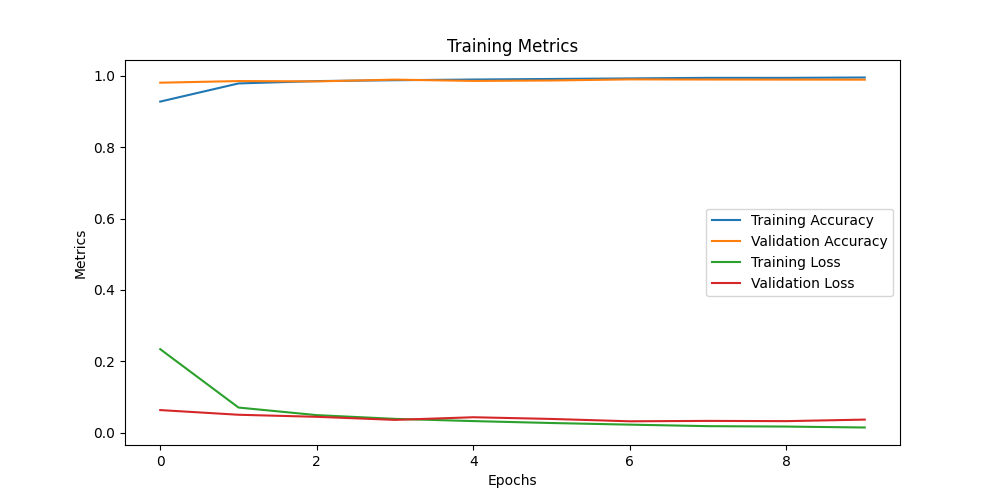 Training Metrics
1.0
0.8
0.6
0.4
0.2
0.0
Metrics
Training Accuracy
Validation Accuracy
Training Loss
Validation Loss
0 2 4 6 8
Epochs